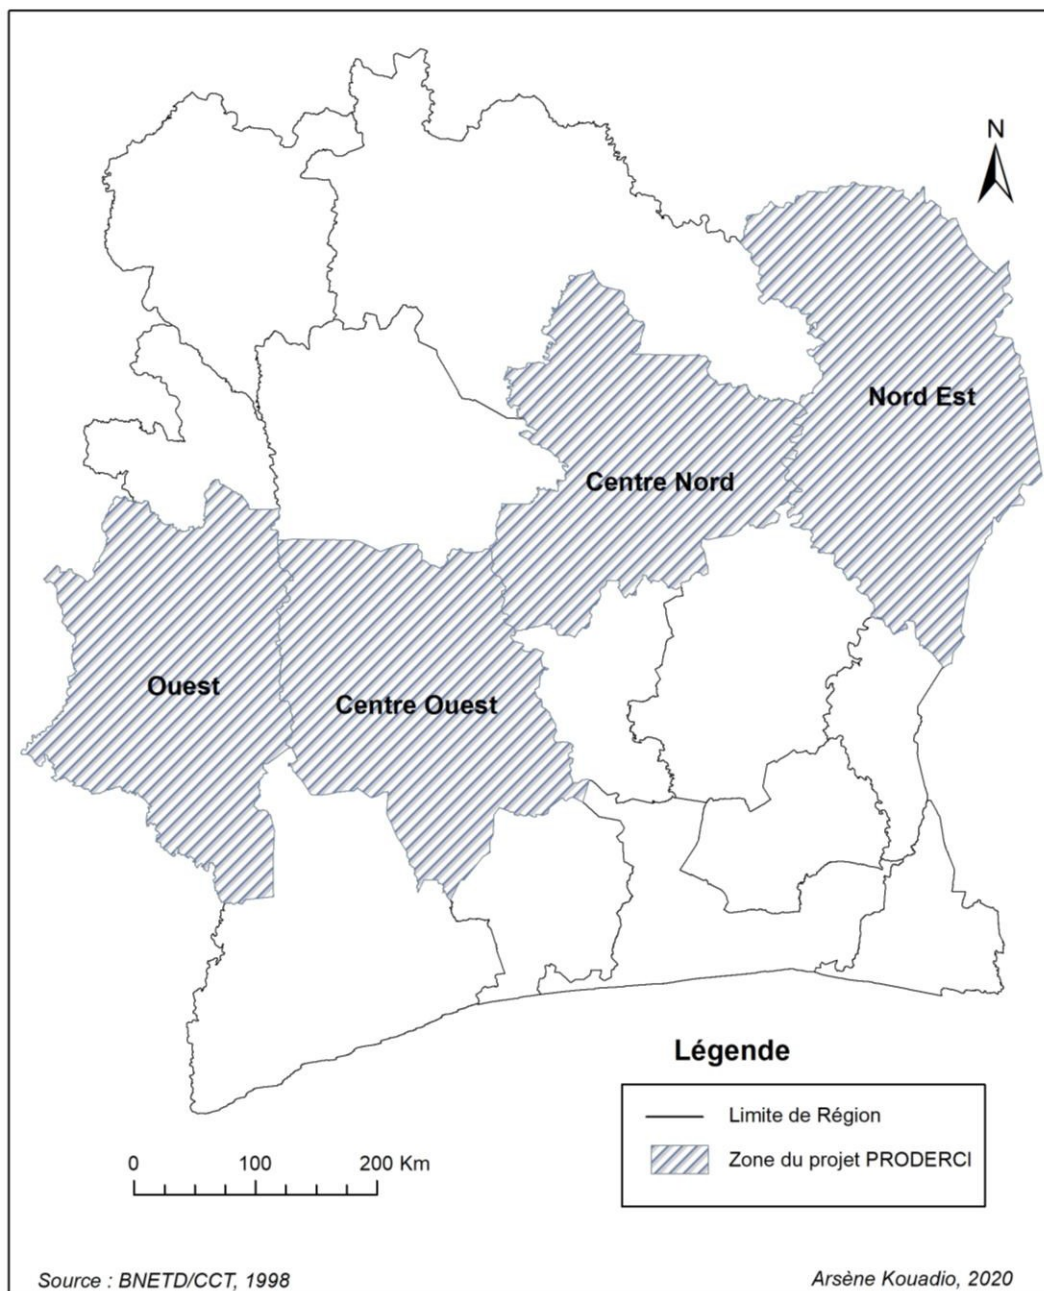 N
Nord Est
Centre Nord
Ouest
Centre Ouest
Légende
Limite de Région
Zone du projet PRODERCI
0 100 200 Km
Source : BNETD/CCT, 1998
Arsène Kouadio, 2020